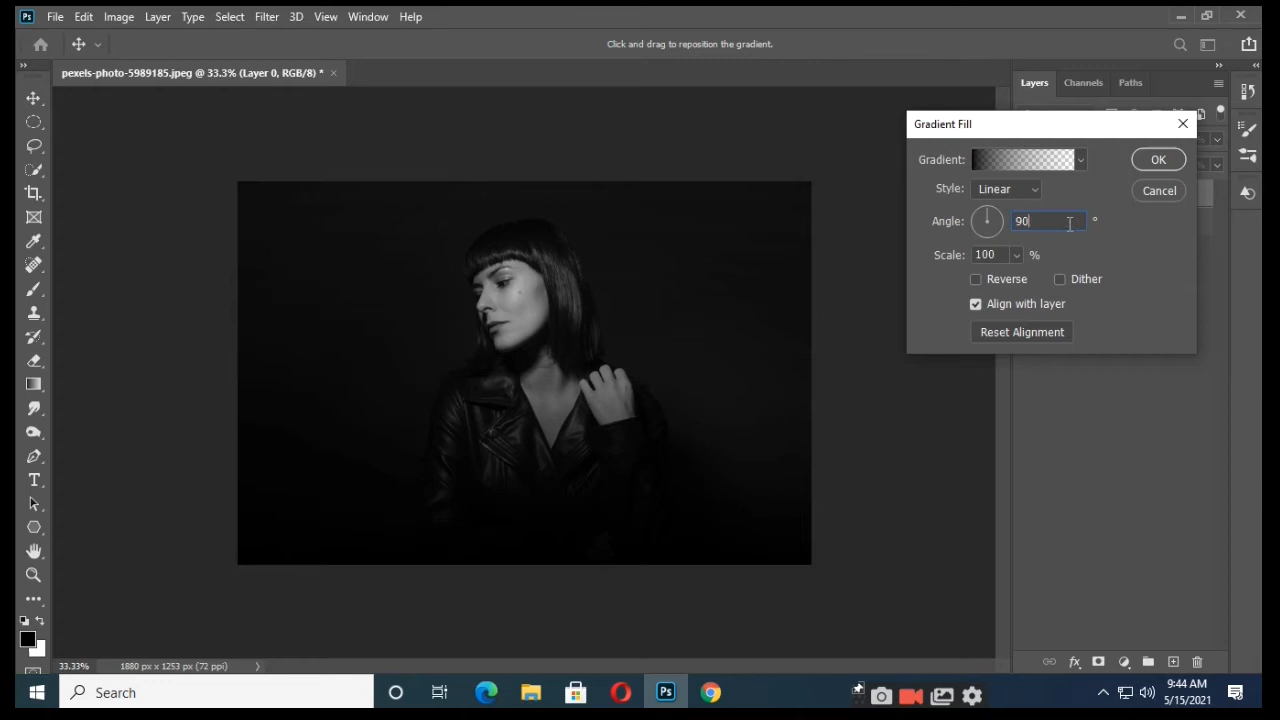 Ps File Edit Image Layer Type Select Filter 3D View Window Help
Click and drag to reposition the gradient.
pexels-photo-5989185.jpeg @ 33.3% (Layer 0, RGB/8) *
Layers Channels Paths
Gradient Fill
Gradient:
OK
Style: Linear
Cancel
Angle: 90 °
Scale: 100 %
Reverse Dither
Align with layer
Reset Alignment
T
fx
33.33% 1880 px x 1253 px (72 ppi)
Search
Ps
9:44 AM
5/15/2021